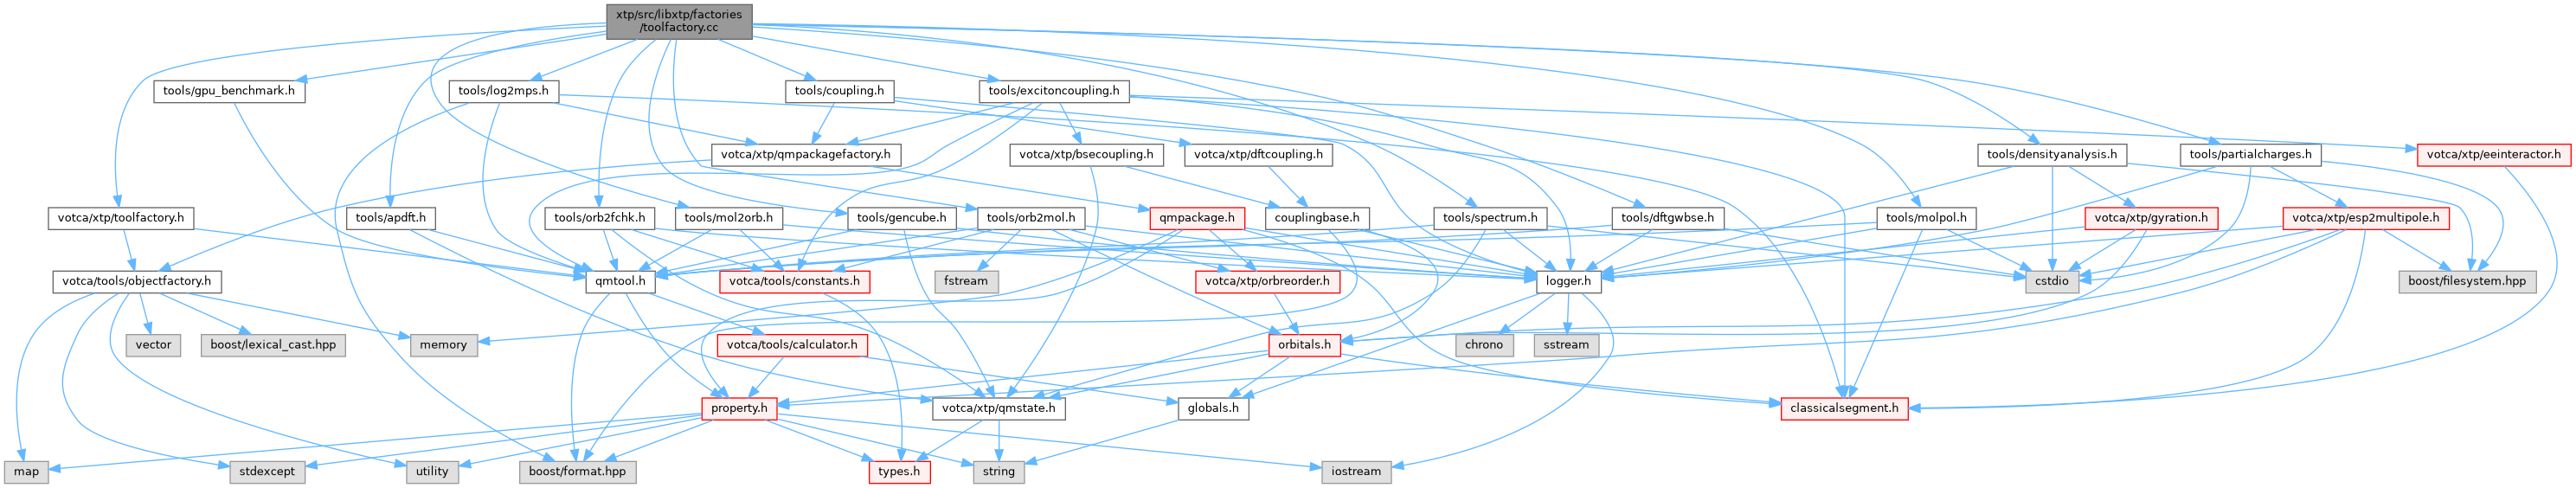 xtp/src/libxtp/factories
/toolfactory.cc
tools/gpu_benchmark.h
tools/log2mps.h
tools/coupling.h
tools/excitoncoupling.h
votca/xtp/qmpackagefactory.h
votca/xtp/bsecoupling.h
votca/xtp/dftcoupling.h
tools/densityanalysis.h
tools/partialcharges.h
votca/xtp/eeinteractor.h
votca/xtp/toolfactory.h
tools/apdft.h
tools/orb2fchk.h
tools/mol2orb.h
tools/gencube.h
tools/orb2mol.h
qmpackage.h
couplingbase.h
tools/spectrum.h
tools/dftgwbse.h
tools/molpol.h
votca/xtp/gyration.h
votca/xtp/esp2multipole.h
votca/tools/objectfactory.h
qmtool.h
votca/tools/constants.h
fstream
votca/xtp/orbreorder.h
logger.h
cstdio
boost/filesystem.hpp
vector
boost/lexical_cast.hpp
memory
votca/tools/calculator.h
orbitals.h
chrono
sstream
property.h
votca/xtp/qmstate.h
globals.h
classicalsegment.h
map
stdexcept
utility
boost/format.hpp
types.h
string
iostream